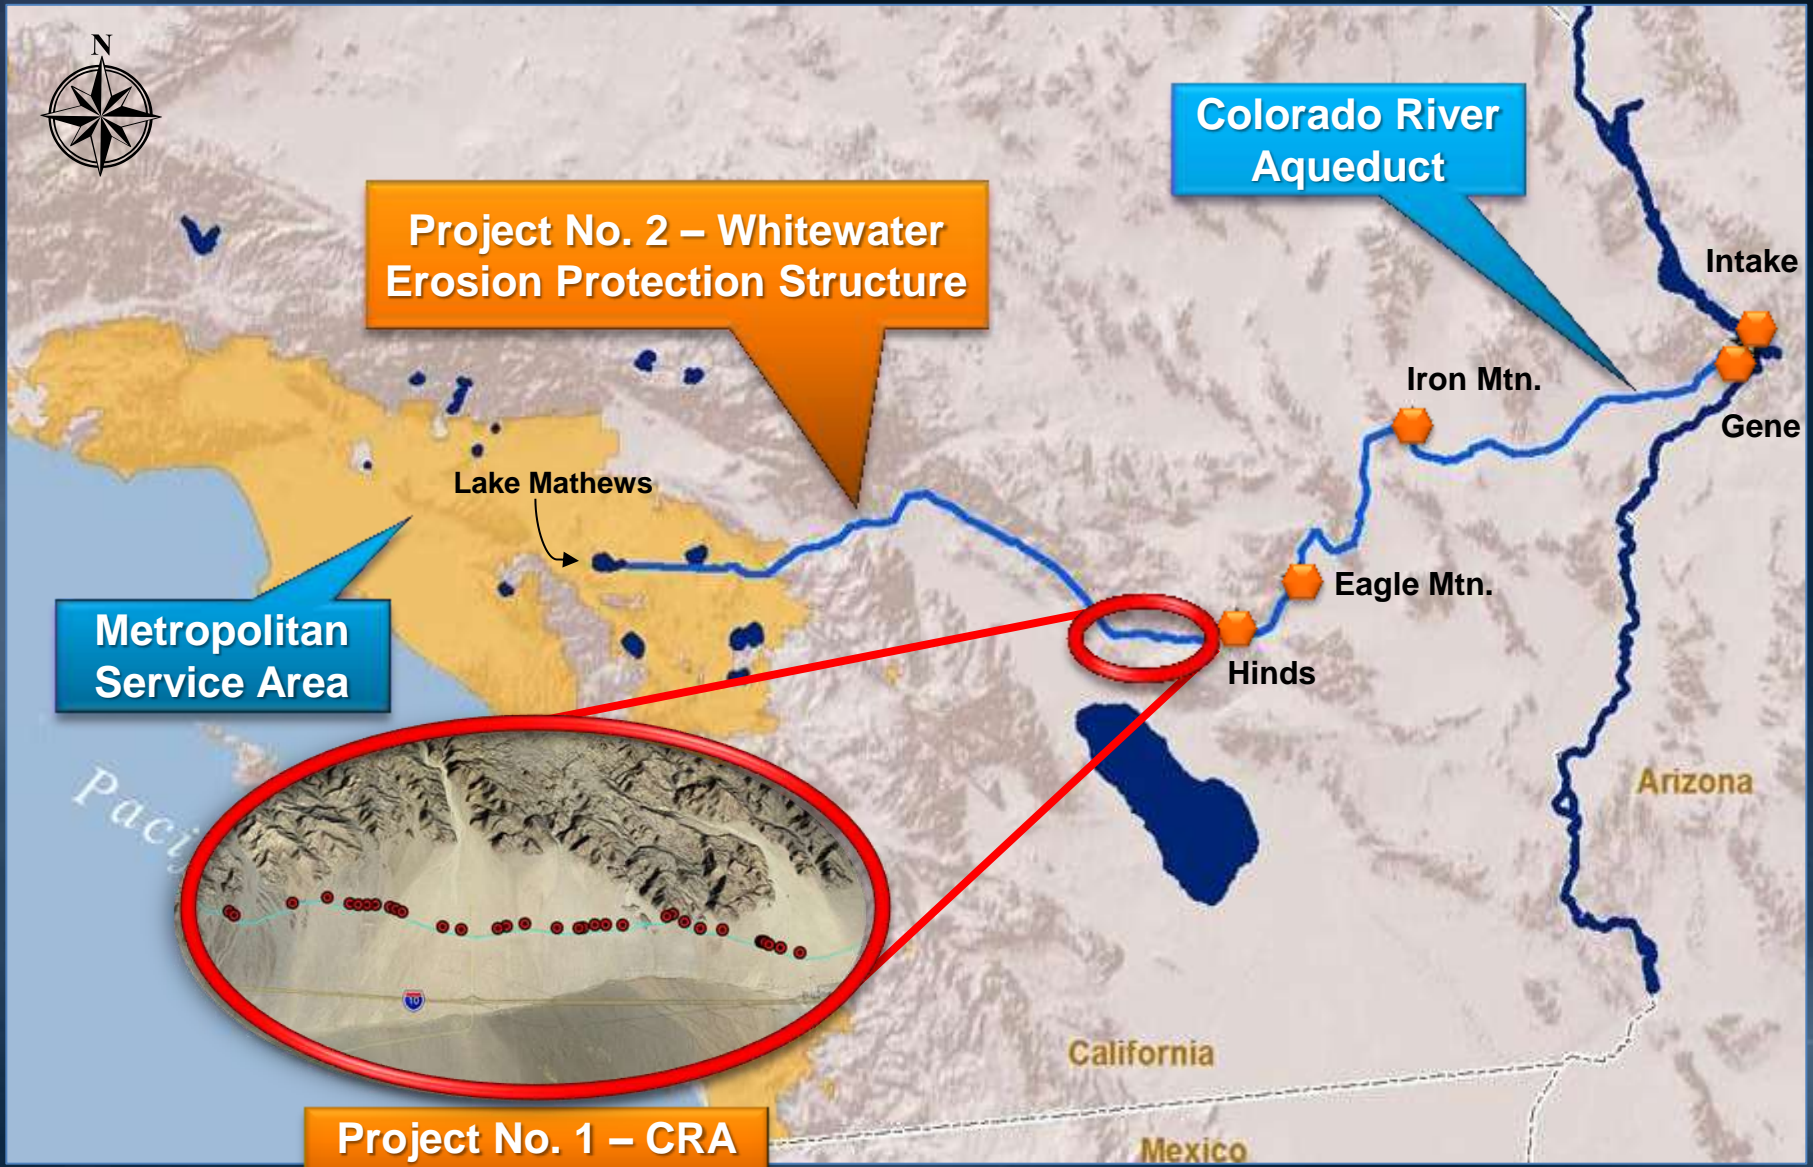 N
Colorado River
Aqueduct
Project No. 2 – Whitewater
Erosion Protection Structure
Intake
Iron Mtn.
Gene
Lake Mathews
Eagle Mtn.
Metropolitan
Service Area
Hinds
Arizona
Paci
10
California
Project No. 1 – CRA
Mexico